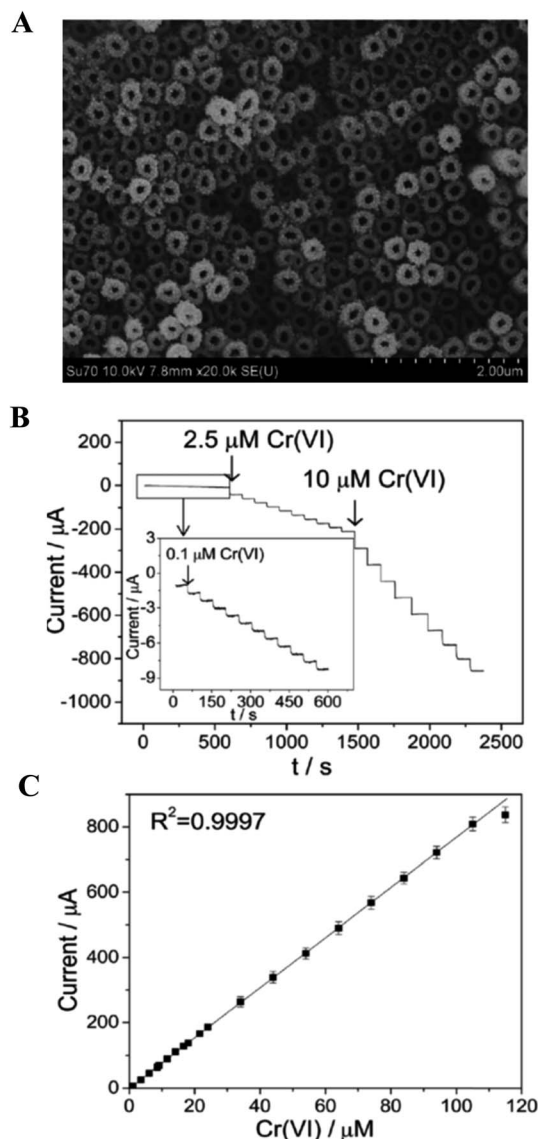 A
Su70 10.0kV 7.8mm x20.0k SE(U)
2.00um
B
200
0
-200
-400
-600
-800
-1000
Current / μA
2.5 μM Cr(VI)
10 μM Cr(VI)
3
0
-3
-6
-9
Current / μA
0.1 μM Cr(VI)
0 150 300 450 600
t / s
0 500 1000 1500 2000 2500
t / s
C
R²=0.9997
800
600
400
200
0
Current / μA
0 20 40 60 80 100 120
Cr(VI) / μM